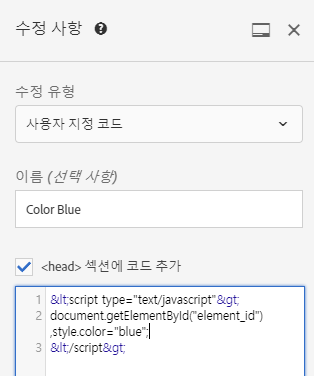 수정 사항 ?
수정 유형
사용자 지정 코드
이름 (선택 사항)
Color Blue
<head> 섹션에 코드 추가
1 &lt;script type="text/javascript"&gt;
2 document.getElementById("element_id")
,style.color="blue";
3 &lt;/script&gt;